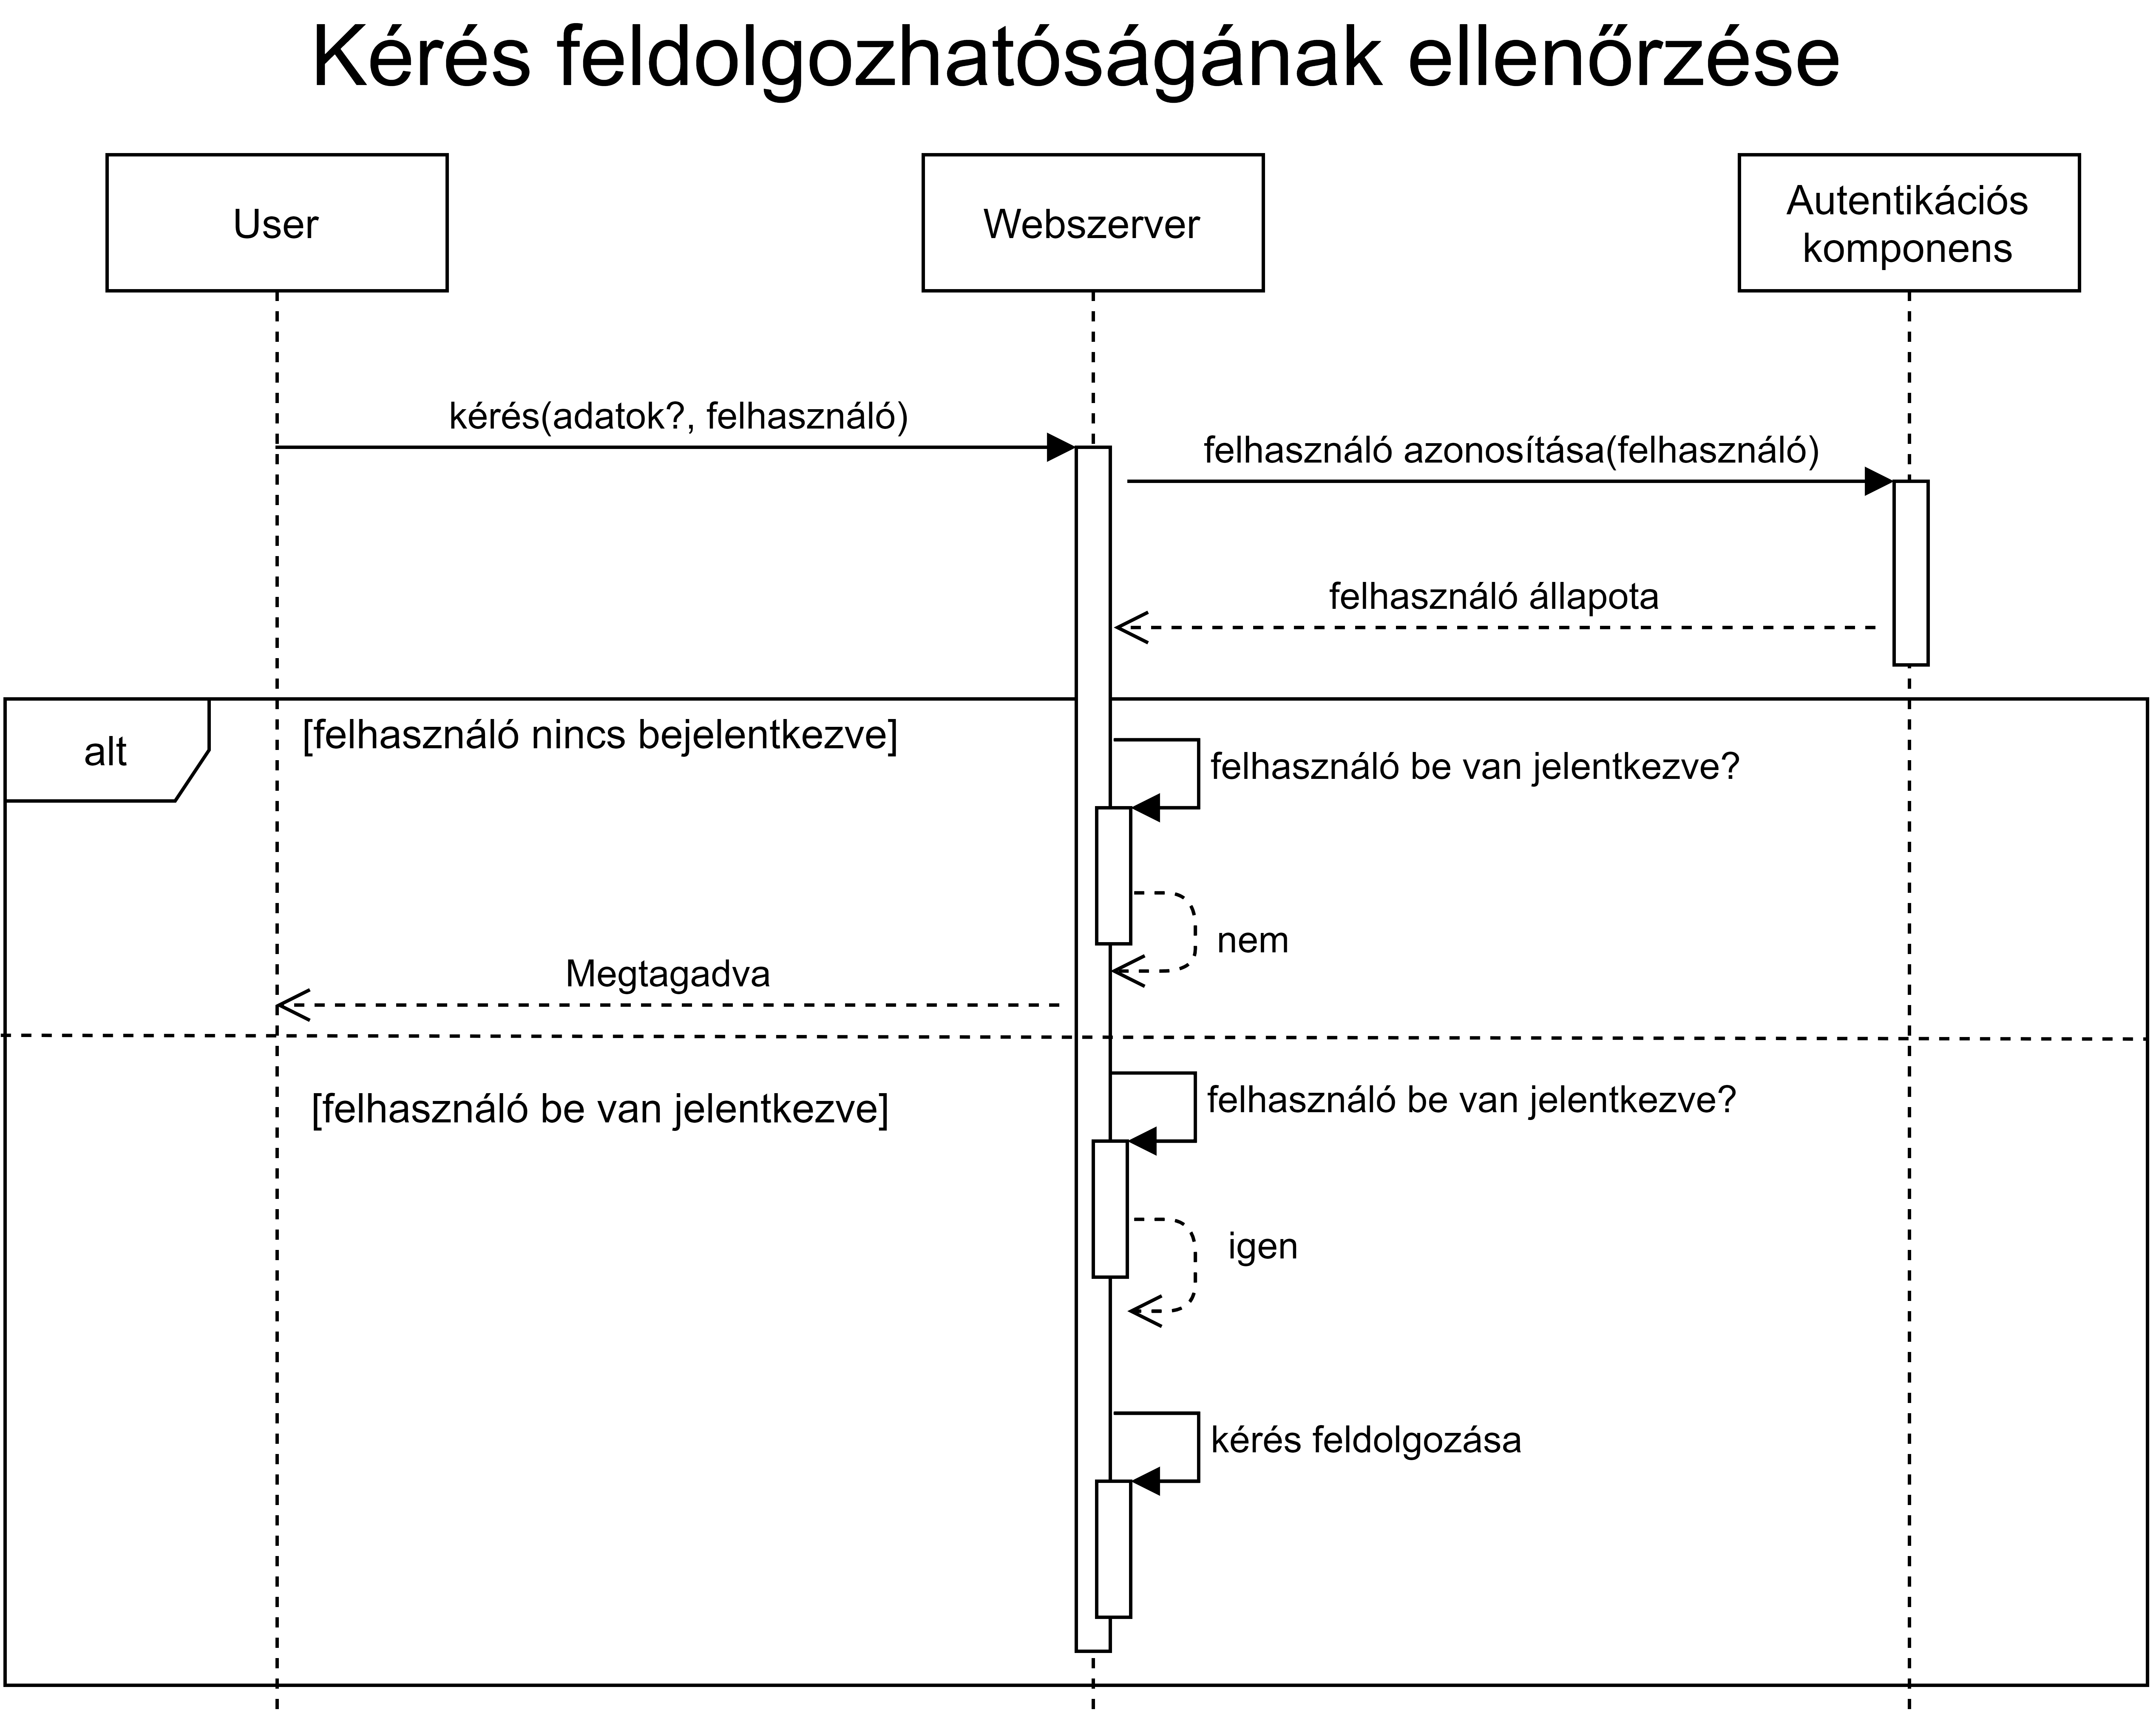 Kérés feldolgozhatóságának ellenőrzése
User
Webszerver
Autentikációs
komponens
kérés(adatok?, felhasználó)
felhasználó azonosítása(felhasználó)
felhasználó állapota
alt
[felhasználó nincs bejelentkezve]
felhasználó be van jelentkezve?
nem
Megtagadva
[felhasználó be van jelentkezve]
felhasználó be van jelentkezve?
igen
kérés feldolgozása